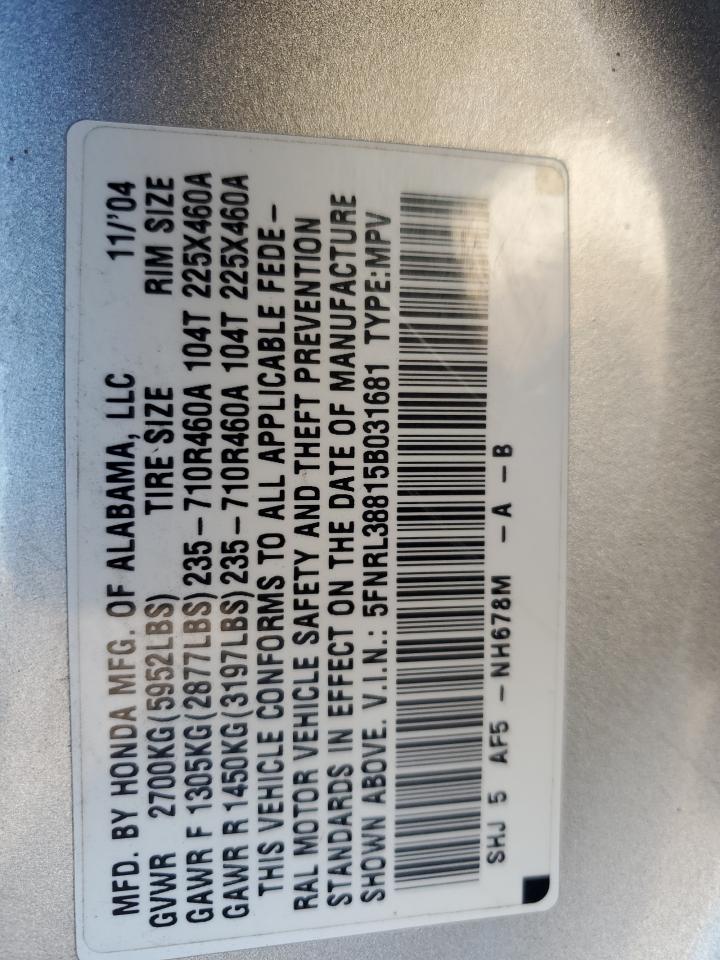 MFD. BY HONDA MFG. OF ALABAMA, LLC 11/'04
GVWR 2700KG(5952LBS) TIRE SIZE RIM SIZE
GAWR F 1305KG(2877LBS) 235-710R460A 104T 225X460A
GAWR R 1450KG(3197LBS) 235-710R460A 104T 225X460A
THIS VEHICLE CONFORMS TO ALL APPLICABLE FEDE-
RAL MOTOR VEHICLE SAFETY AND THEFT PREVENTION
STANDARDS IN EFFECT ON THE DATE OF MANUFACTURE
SHOWN ABOVE. V.I.N.: 5FNRL38815B031681 TYPE:MPV
SHJ 5 AF5 -NH678M -A -B